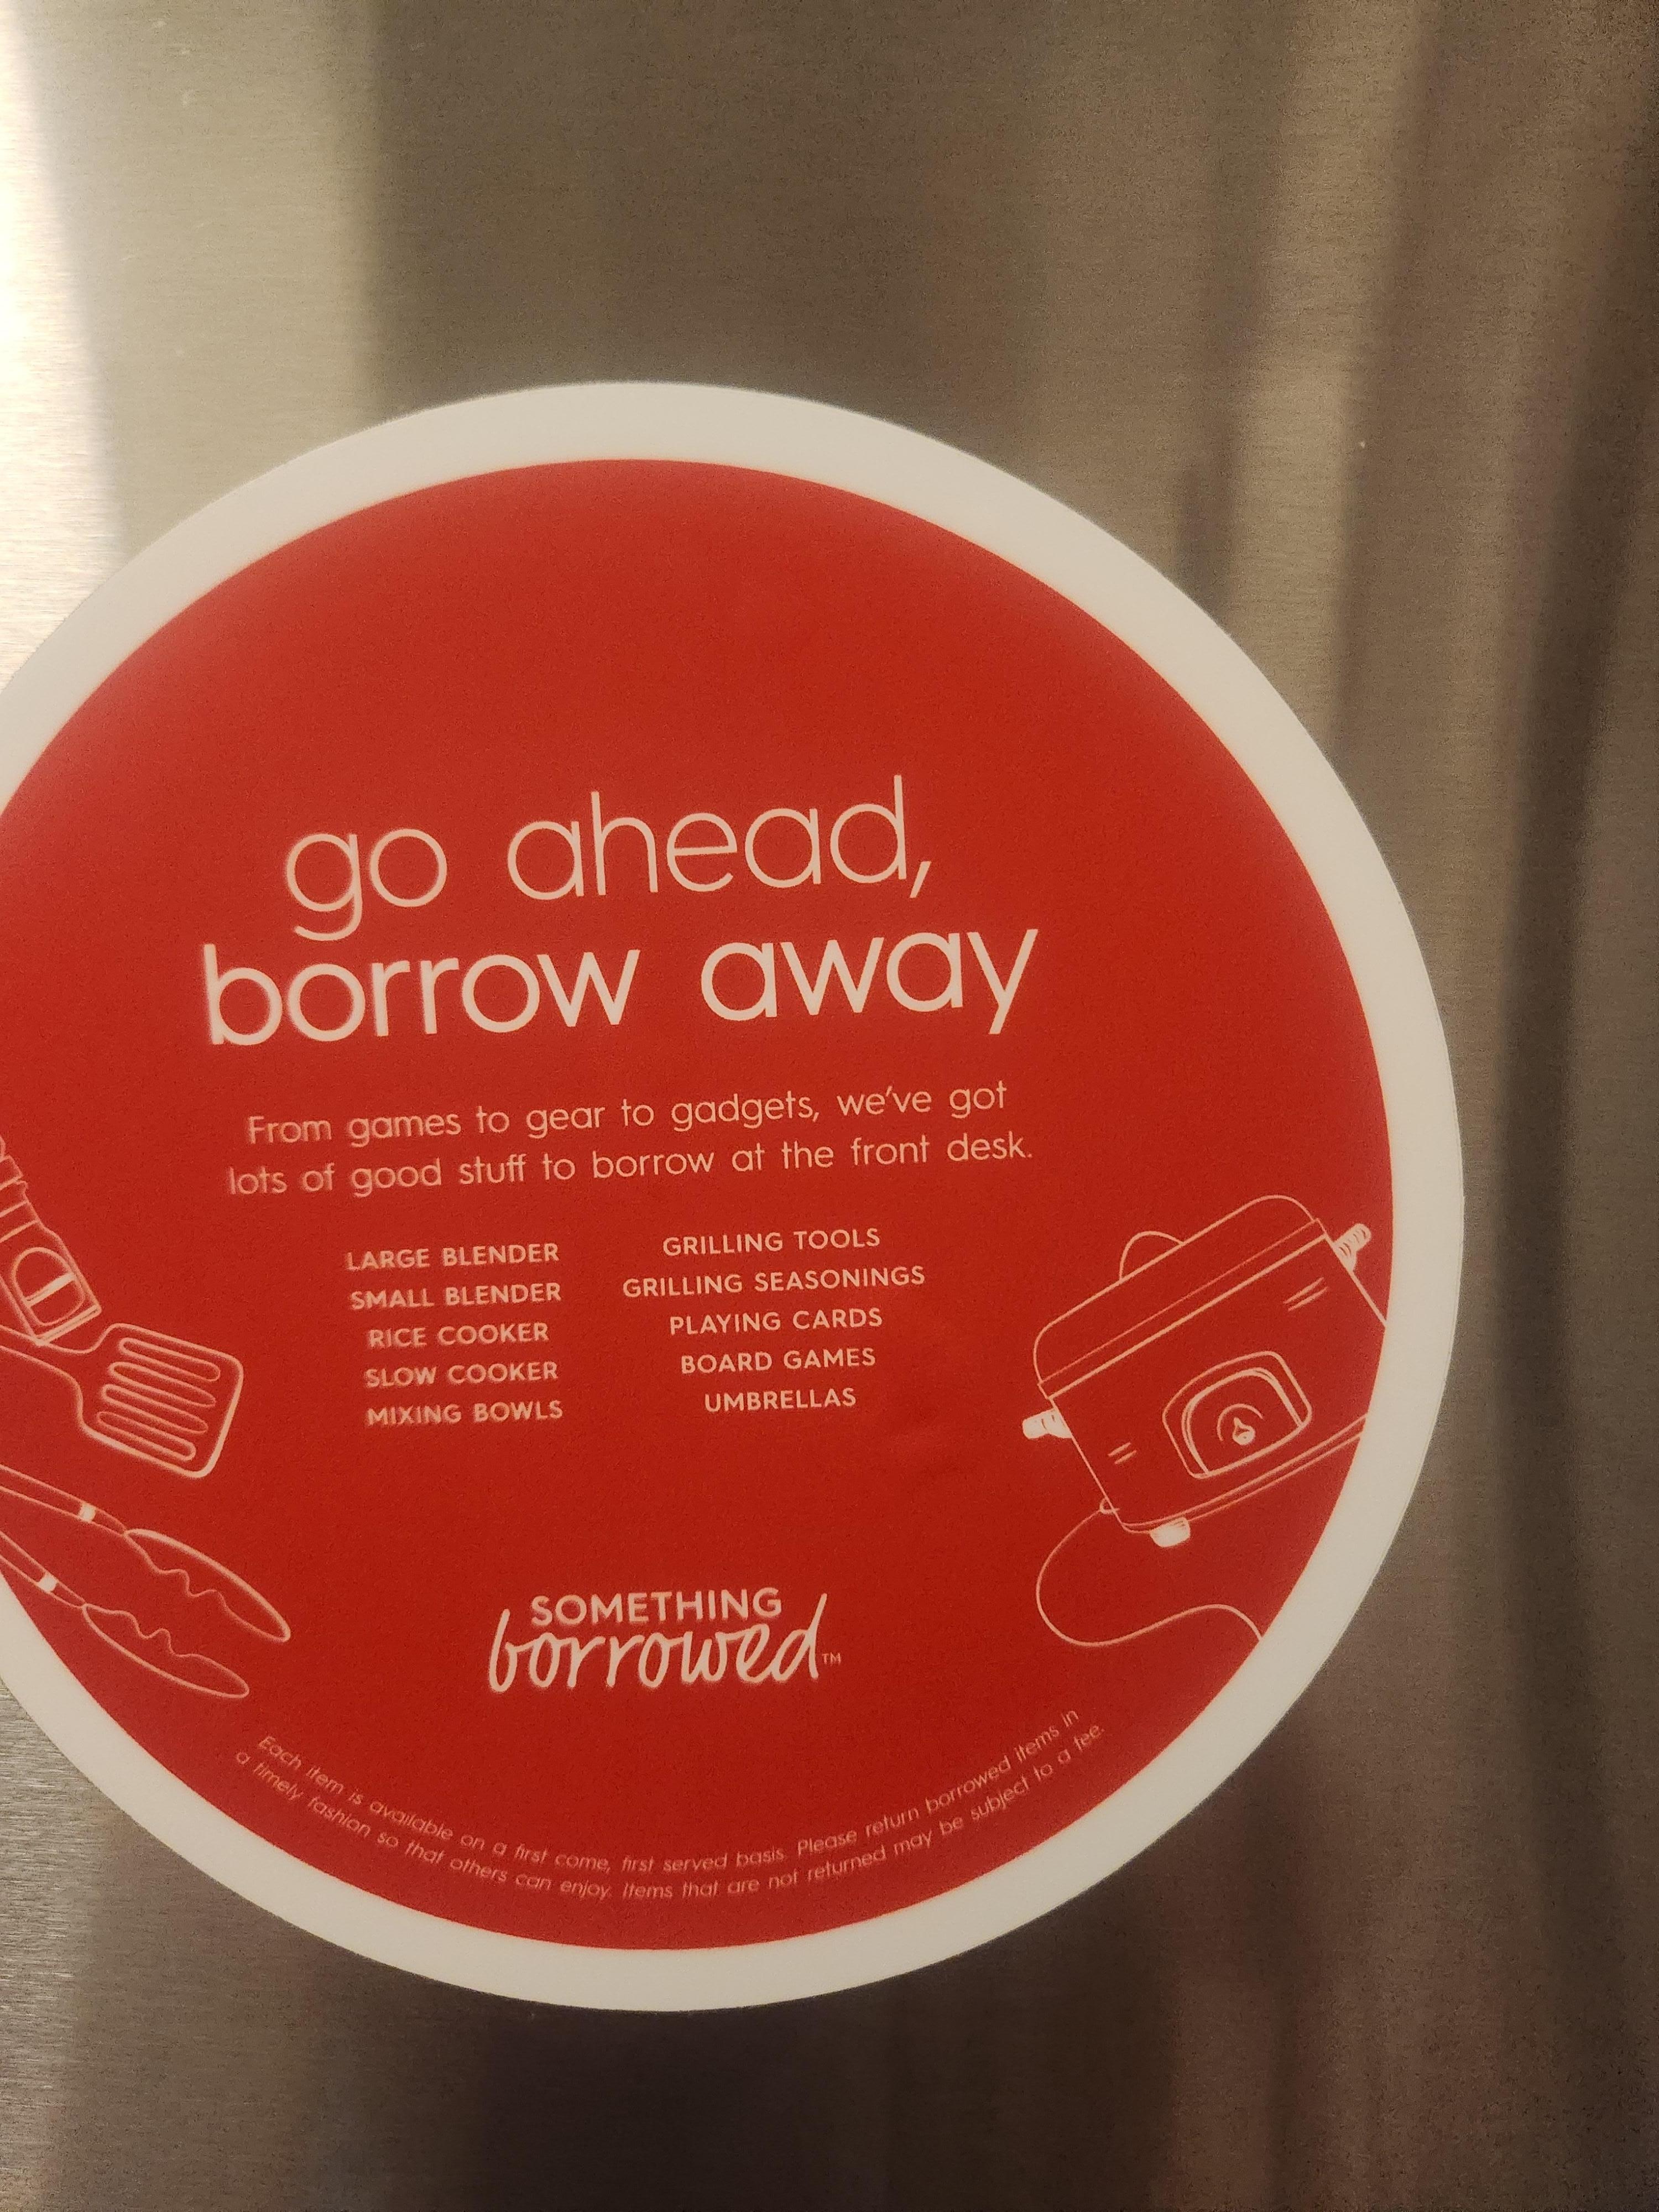 go ahead,
borrow away
From games to gear to gadgets, we've got
lots of good stuff to borrow at the front desk.
LARGE BLENDER
SMALL BLENDER
RICE COOKER
SLOW COOKER
MIXING BOWLS
GRILLING TOOLS
GRILLING SEASONINGS
PLAYING CARDS
BOARD GAMES
UMBRELLAS
SOMETHING
borrowed™
Each item is available on a first come, first served basis. Please return borrowed items in
a timely fashion so that others can enjoy. Items that are not returned may be subject to a fee.